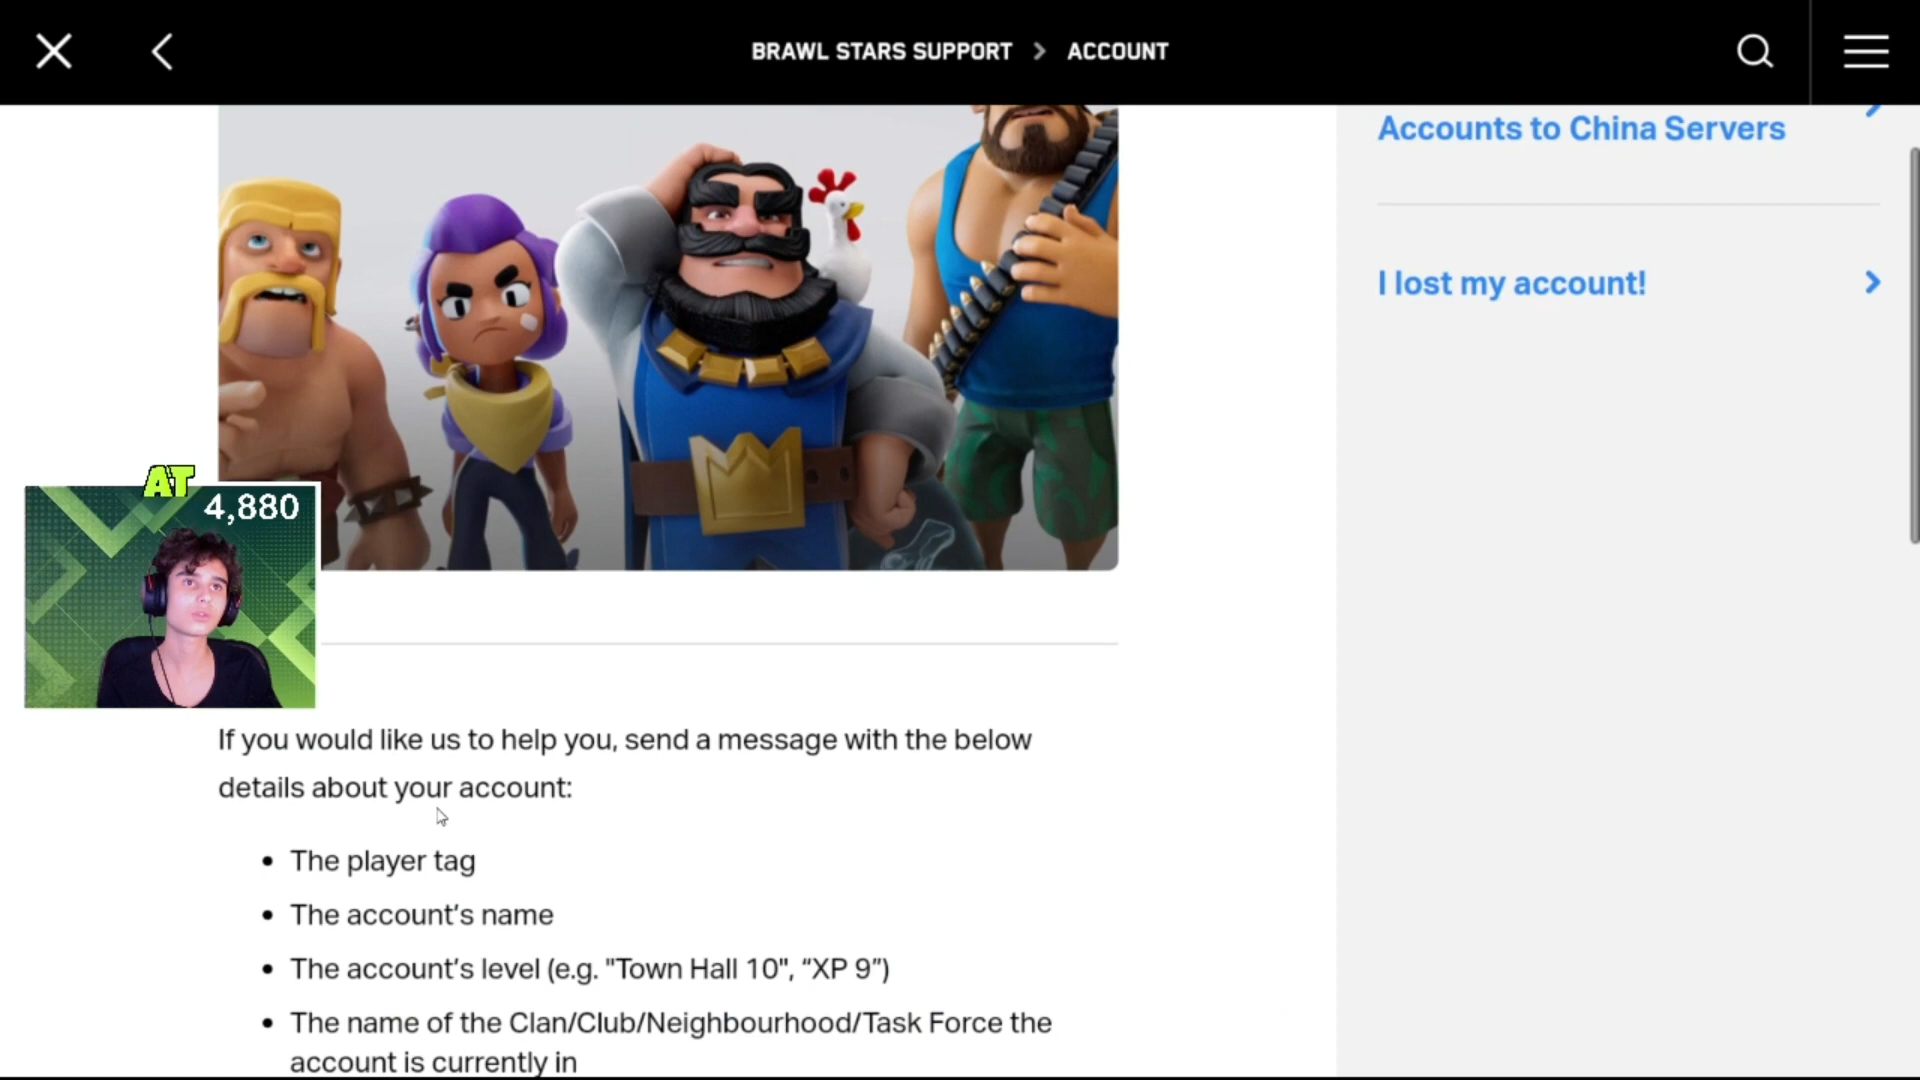 BRAWL STARS SUPPORT > ACCOUNT
Accounts to China Servers
I lost my account!
AT
4,880
If you would like us to help you, send a message with the below
details about your account:
• The player tag
• The account’s name
• The account’s level (e.g. "Town Hall 10", “XP 9”)
• The name of the Clan/Club/Neighbourhood/Task Force the
account is currently in